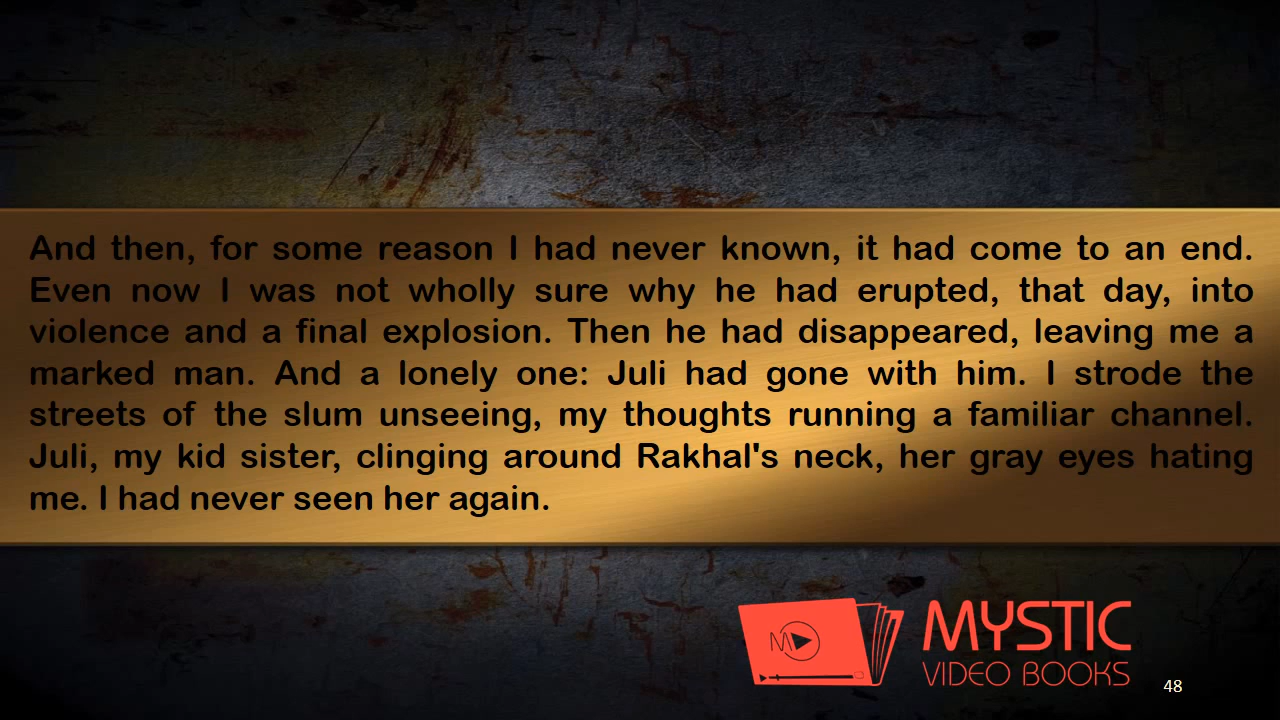 And then, for some reason I had never known, it had come to an end.
Even now I was not wholly sure why he had erupted, that day, into
violence and a final explosion. Then he had disappeared, leaving me a
marked man. And a lonely one: Juli had gone with him. I strode the
streets of the slum unseeing, my thoughts running a familiar channel.
Juli, my kid sister, clinging around Rakhal's neck, her gray eyes hating
me. I had never seen her again.
M
MYSTIC
VIDEO BOOKS
48